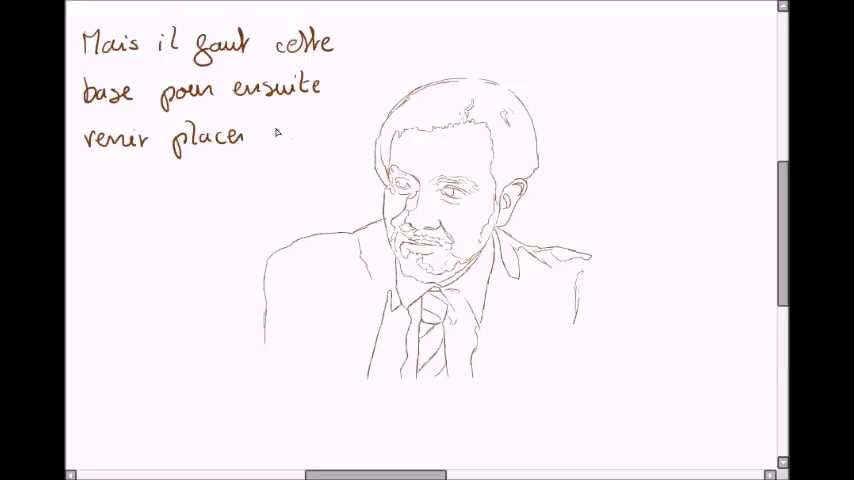 Mais il faut cette
base pour ensuite
venir placer